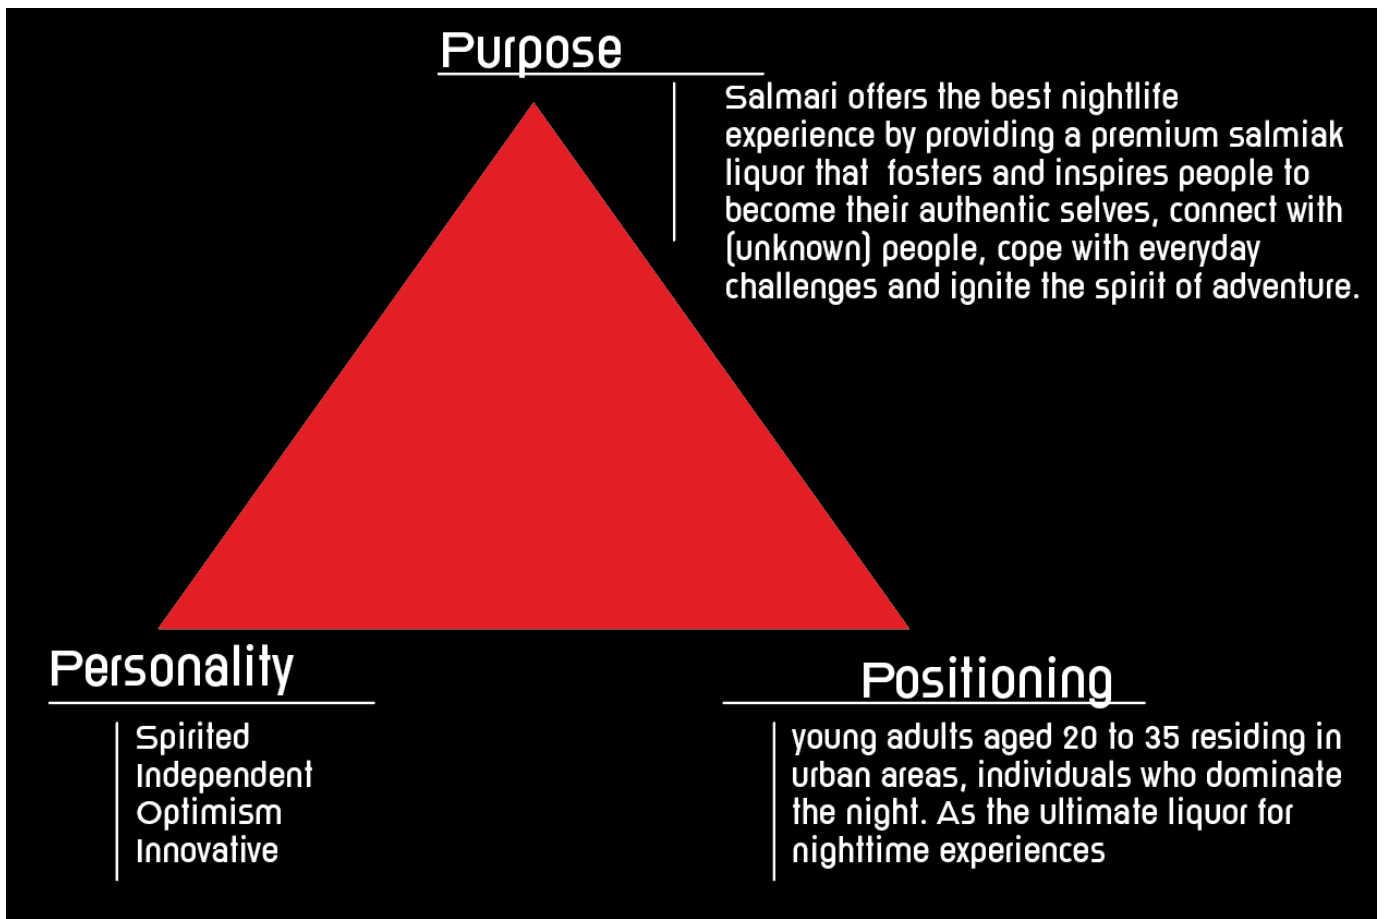 Purpose
Salmari offers the best nightlife
experience by providing a premium salmiak
liquor that  fosters and inspires people to
become their authentic selves, connect with
(unknown) people, cope with everyday
challenges and ignite the spirit of adventure.
Personality
Spirited
Independent
Optimism
Innovative
Positioning
young adults aged 20 to 35 residing in
urban areas, individuals who dominate
the night. As the ultimate liquor for
nighttime experiences